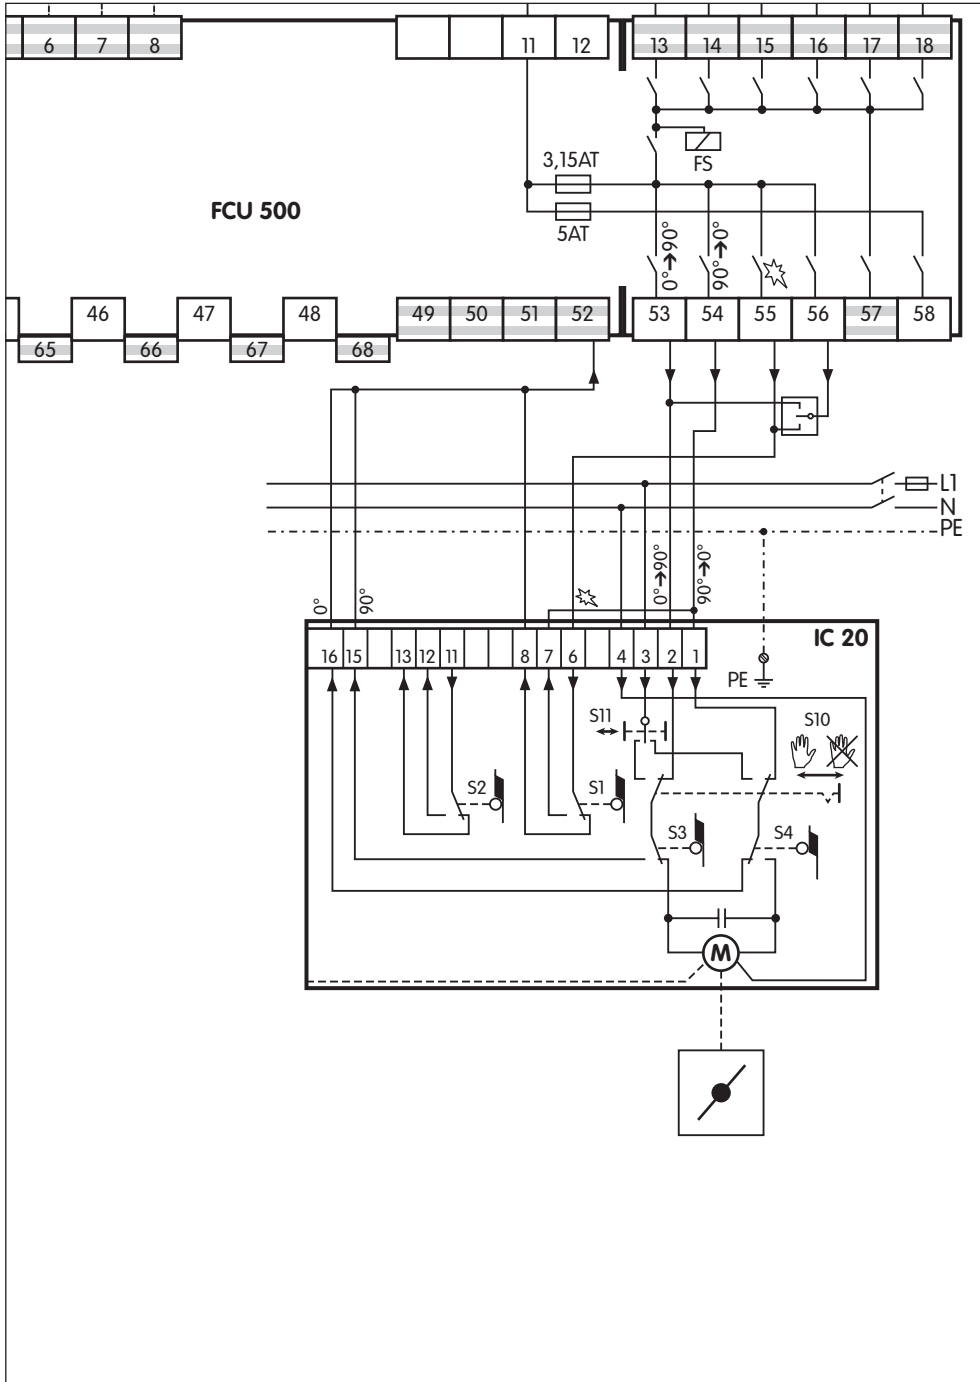 6 7 8 11 12 13 14 15 16 17 18
FS
3,15AT
FCU 500
5AT
0°➔90°
90°➔0°
46 47 48 49 50 51 52 53 54 55 56 57 58
65 66 67 68
L1
N
PE
0°
90°
0°➔90°
90°➔0°
IC 20
16 15 13 12 11 8 7 6 4 3 2 1
PE
S11
S10
S2
S1
S3
S4
M